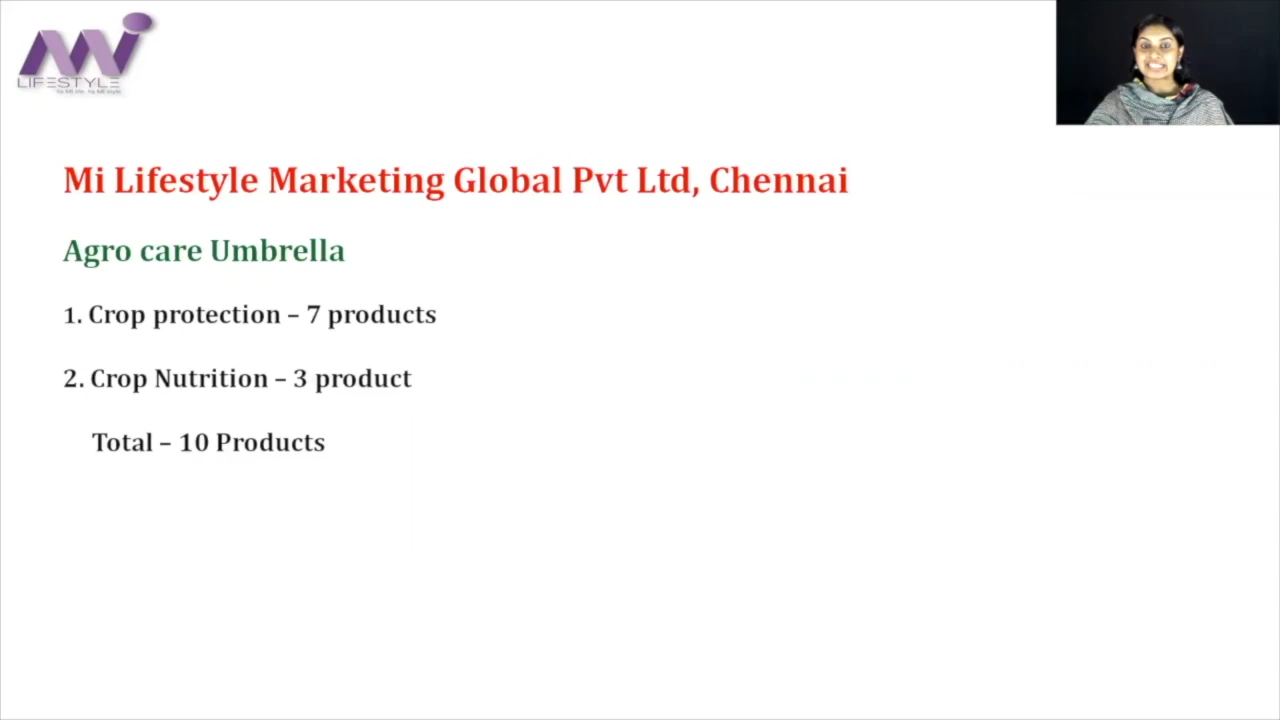 LIFESTYLE
Mi Lifestyle Marketing Global Pvt Ltd, Chennai
Agro care Umbrella
1. Crop protection – 7 products
2. Crop Nutrition – 3 product
Total – 10 Products